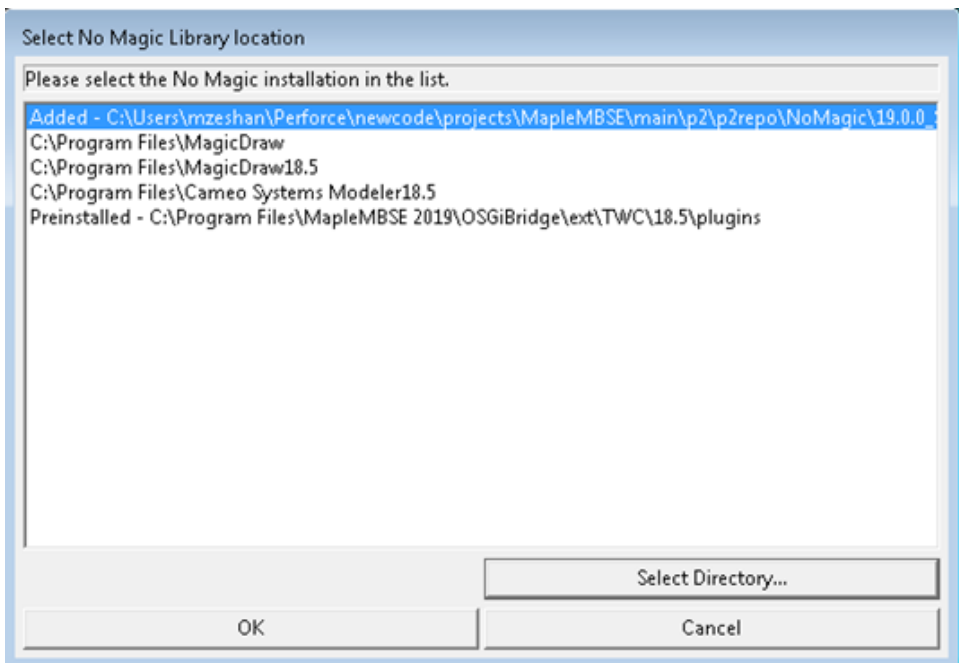 Select No Magic Library location
Please select the No Magic installation in the list.
Added - C:\Users\mzeshan\Perforce\newcode\projects\MapleMBSE\main\p2\p2repo\NoMagic\19.0.0_
C:\Program Files\MagicDraw
C:\Program Files\MagicDraw18.5
C:\Program Files\Cameo Systems Modeler18.5
Preinstalled - C:\Program Files\MapleMBSE 2019\OSGiBridge\ext\TWC\18.5\plugins
Select Directory...
OK
Cancel